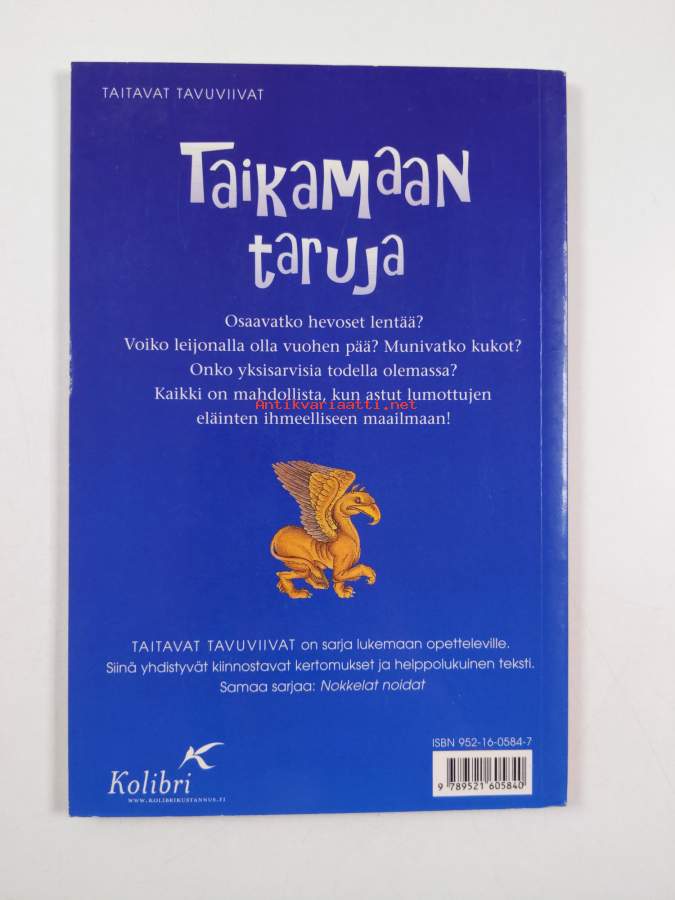 TAITAVAT TAVUVIIVAT
TAIKAMAAN
taruja
Osaavatko hevoset lentää?
Voiko leijonalla olla vuohen pää? Munivatko kukot?
Onko yksisarvisia todella olemassa?
Kaikki on mahdollista, kun astut lumottujen
Antikvariaatti.net
eläinten ihmeelliseen maailmaan!
TAITAVAT TAVUVIIVAT on sarja lukemaan opetteleville.
Siinä yhdistyvät kiinnostavat kertomukset ja helppolukuinen teksti.
Samaa sarjaa: Nokkelat noidat
ISBN 952-16-0584-7
Kolibri
WWW.KOLIBRIKUSTANNUS.FI
9 789521 605840